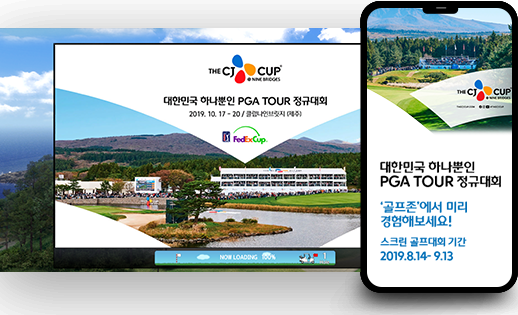 THE CJ CUP
@ NINE BRIDGES
대한민국 하나뿐인 PGA TOUR 정규대회
2019. 10. 17 - 20 / 클럽나인브릿지 (제주)
PGA TOUR
FedExCup.
NOW LOADING 100%
THE CJ CUP
@ NINE BRIDGES
대한민국 하나뿐인
PGA TOUR 정규대회
'골프존'에서 미리
경험해보세요!
스크린 골프대회 기간
2019.8.14- 9.13